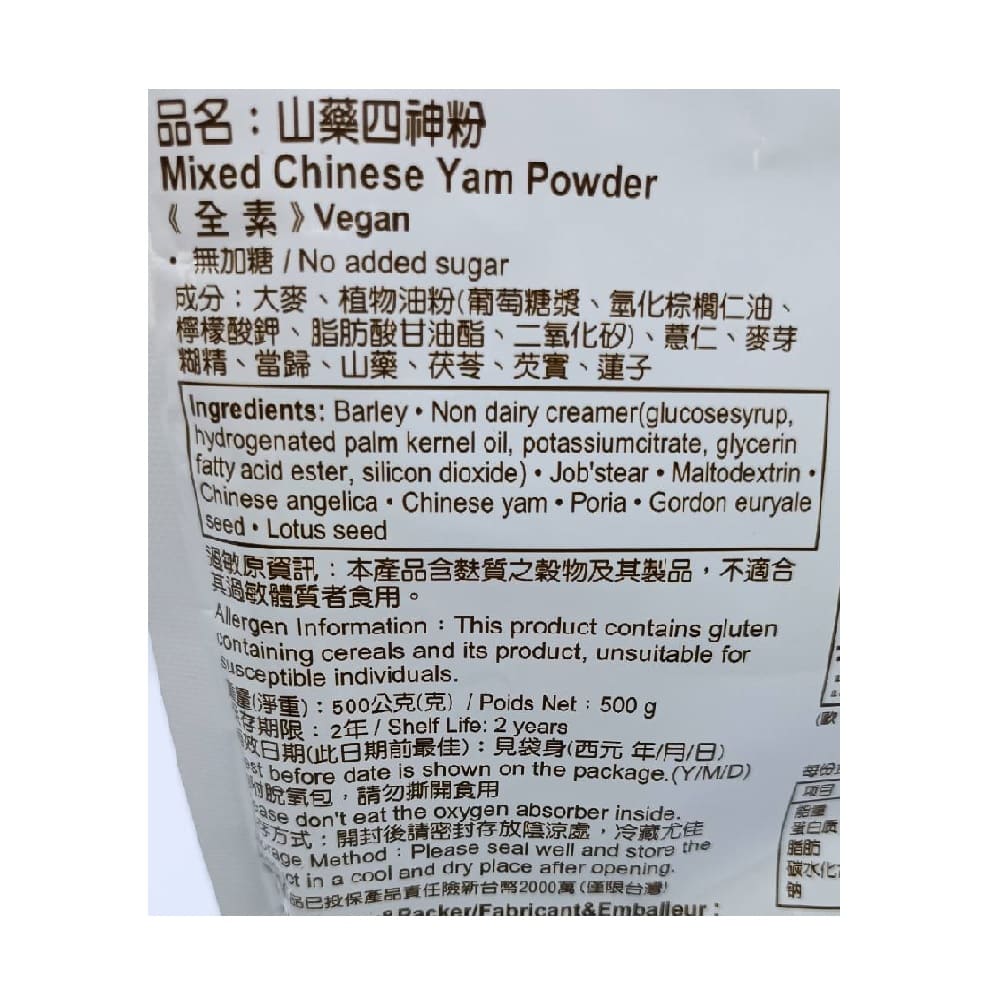 品名：山藥四神粉
Mixed Chinese Yam Powder
《全素》Vegan
・無加糖 / No added sugar
成分：大麥、植物油粉(葡萄糖漿、氫化棕櫚仁油、
檸檬酸鉀、脂肪酸甘油酯、二氧化矽)、薏仁、麥芽
糊精、當歸、山藥、茯苓、芡實、蓮子
Ingredients: Barley • Non dairy creamer(glucosesyrup,
hydrogenated palm kernel oil, potassiumcitrate, glycerin
fatty acid ester, silicon dioxide) • Job'stear • Maltodextrin •
Chinese angelica • Chinese yam • Poria • Gordon euryale
seed • Lotus seed
過敏原資訊：本產品含麩質之穀物及其製品，不適合
其過敏體質者食用。
Allergen Information：This product contains gluten
containing cereals and its product, unsuitable for
susceptible individuals.
量(淨重)：500公克(克) / Poids Net：500 g
存期限：2年 / Shelf Life: 2 years
效日期(此日期前最佳)：見袋身(西元 年/月/日)
est before date is shown on the package.(Y/M/D)
附脫氧包，請勿撕開食用
ease don't eat the oxygen absorber inside.
存方式：開封後請密封存放陰涼處，冷藏尤佳
rage Method：Please seal well and store the
ct in a cool and dry place after opening.
品已投保產品責任險新台幣2000萬(僅限台灣)
Packer/Fabricant&Emballeur：
(歐
每份
項目
能量
蛋白质
脂肪
碳水化
钠